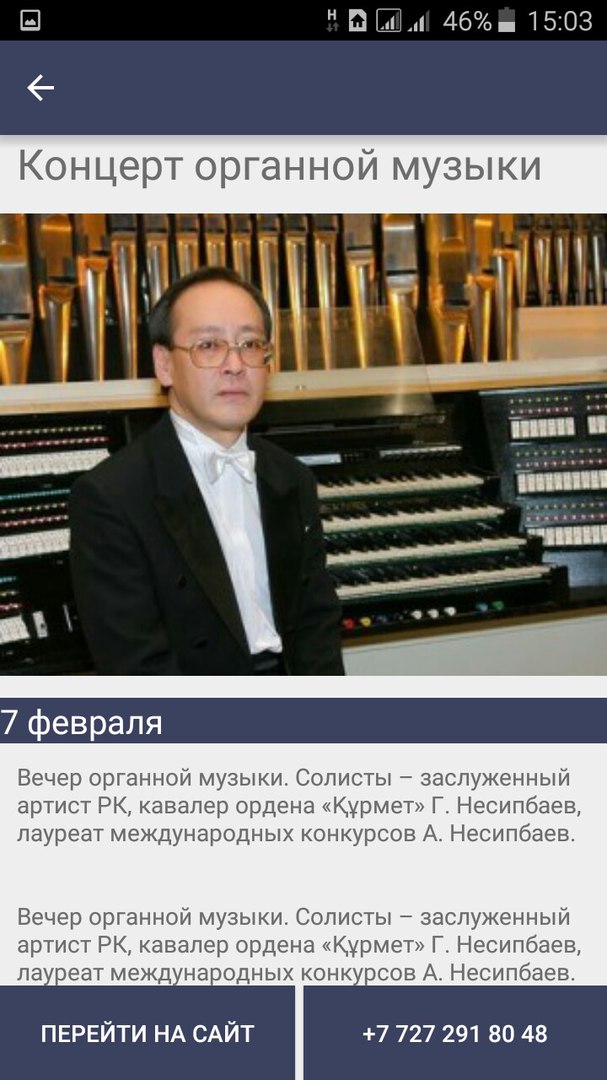 H 46% 15:03
Концерт органной музыки
7 февраля
Вечер органной музыки. Солисты – заслуженный
артист РК, кавалер ордена «Құрмет» Г. Несипбаев,
лауреат международных конкурсов А. Несипбаев.
Вечер органной музыки. Солисты – заслуженный
артист РК, кавалер ордена «Құрмет» Г. Несипбаев,
лауреат международных конкурсов А. Несипбаев.
ПЕРЕЙТИ НА САЙТ
+7 727 291 80 48